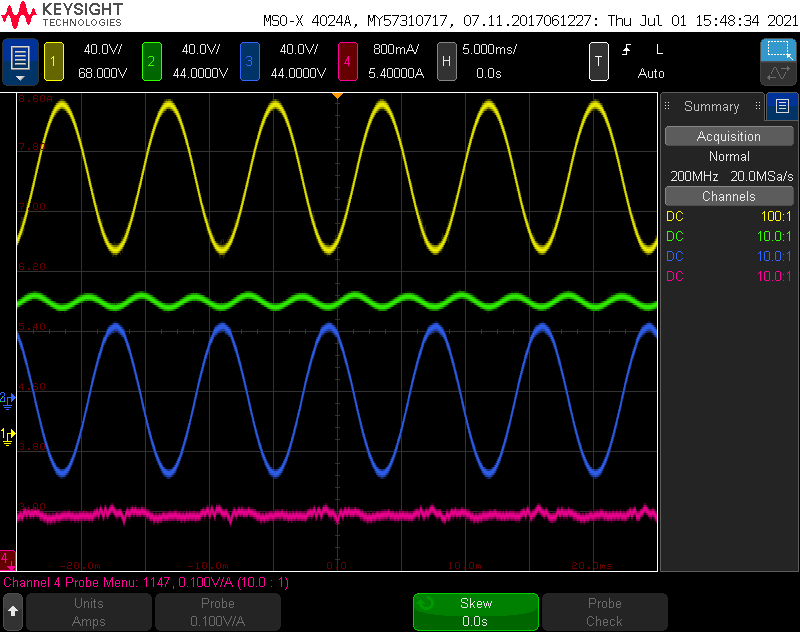 KEYSIGHT
TECHNOLOGIES
MSO-X 4024A, MY57310717, 07.11.2017061227: Thu Jul 01 15:48:34 2021
1 40.0V/ 2 40.0V/ 3 40.0V/ 4 800mA/ H 5.000ms/ T L
68.000V 44.0000V 44.0000V 5.40000A 0.0s Auto
8.60A
7.80
7.00
6.20
5.40
4.60
3.80
-20.0m -10.0m 0.0 10.0m 20.0ms
2
1
4
Summary
Acquisition
Normal
200MHz 20.0MSa/s
Channels
DC 100:1
DC 10.0:1
DC 10.0:1
DC 10.0:1
Channel 4 Probe Menu: 1147, 0.100V/A (10.0 : 1)
Units
Amps
Probe
0.100V/A
Skew
0.0s
Probe
Check